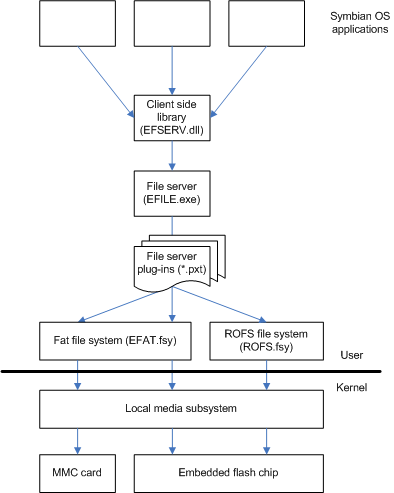 Symbian OS
applications
Client side
library
(EFSERV.dll)
File server
(EFILE.exe)
File server
plug-ins (*.pxt)
Fat file system (EFAT.fsy)
ROFS file system
(ROFS.fsy)
User
Kernel
Local media subsystem
MMC card
Embedded flash chip